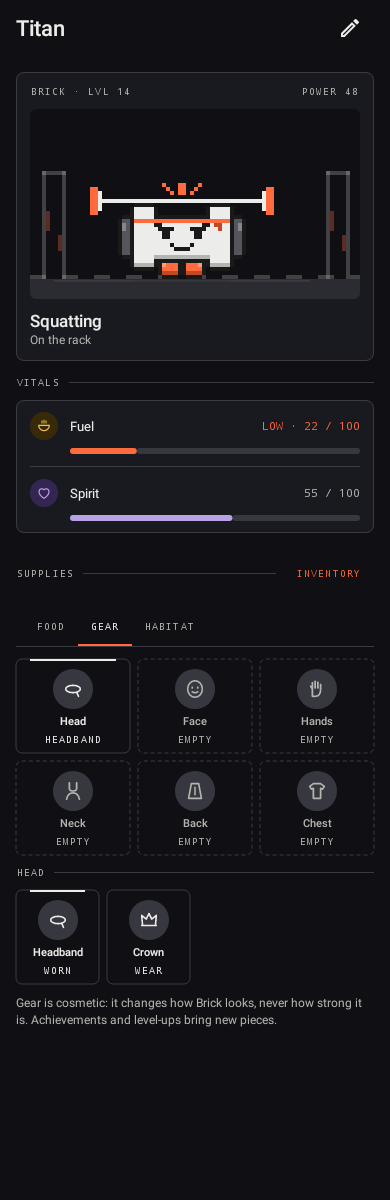 Titan
BRICK · LVL 14
POWER 48
Squatting
On the rack
VITALS
Fuel
LOW · 22 / 100
Spirit
55 / 100
SUPPLIES
INVENTORY
FOOD
GEAR
HABITAT
Head
HEADBAND
Face
EMPTY
Hands
EMPTY
Neck
EMPTY
Back
EMPTY
Chest
EMPTY
HEAD
Headband
WORN
Crown
WEAR
Gear is cosmetic: it changes how Brick looks, never how strong it
is. Achievements and level-ups bring new pieces.